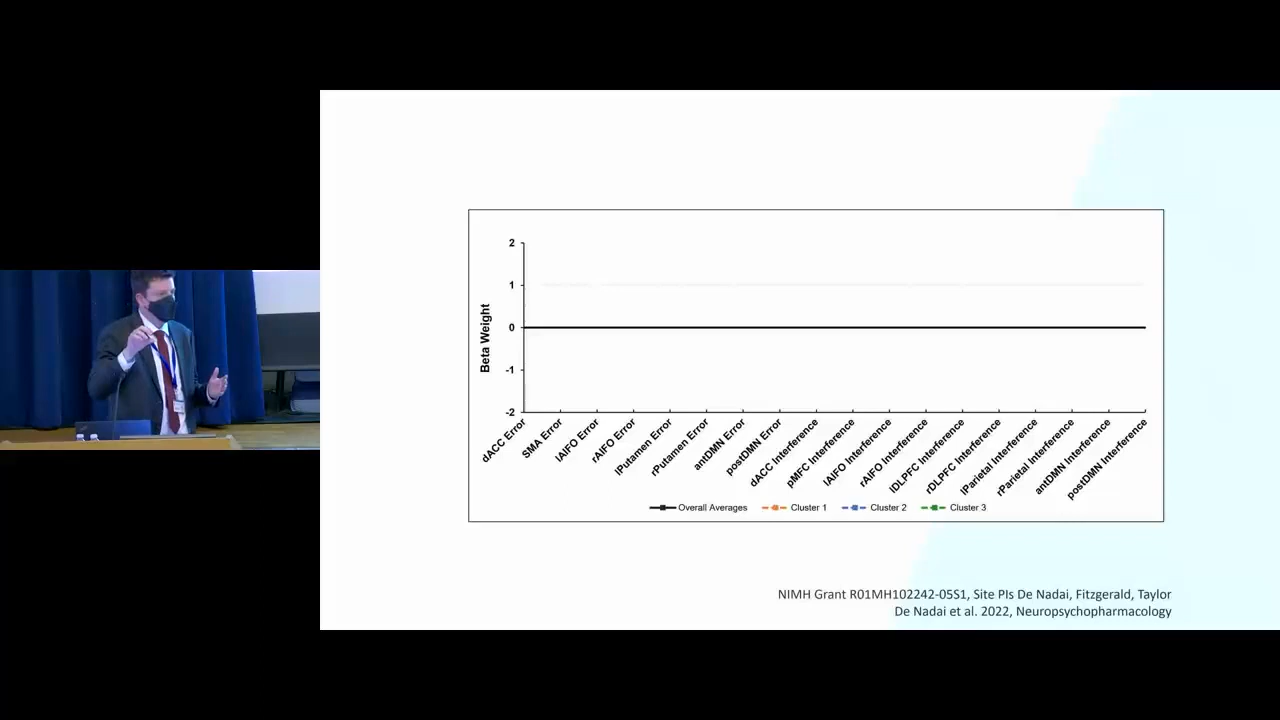 2
1
0
-1
-2
Beta Weight
dACC Error
SMA Error
lAIFO Error
rAIFO Error
lPutamen Error
rPutamen Error
antDMN Error
postDMN Error
dACC Interference
pMFC Interference
lAIFO Interference
rAIFO Interference
lDLPFC Interference
rDLPFC Interference
lParietal Interference
rParietal Interference
antDMN Interference
postDMN Interference
Overall Averages Cluster 1 Cluster 2 Cluster 3
NIMH Grant R01MH102242-05S1, Site PIs De Nadai, Fitzgerald, Taylor
De Nadai et al. 2022, Neuropsychopharmacology